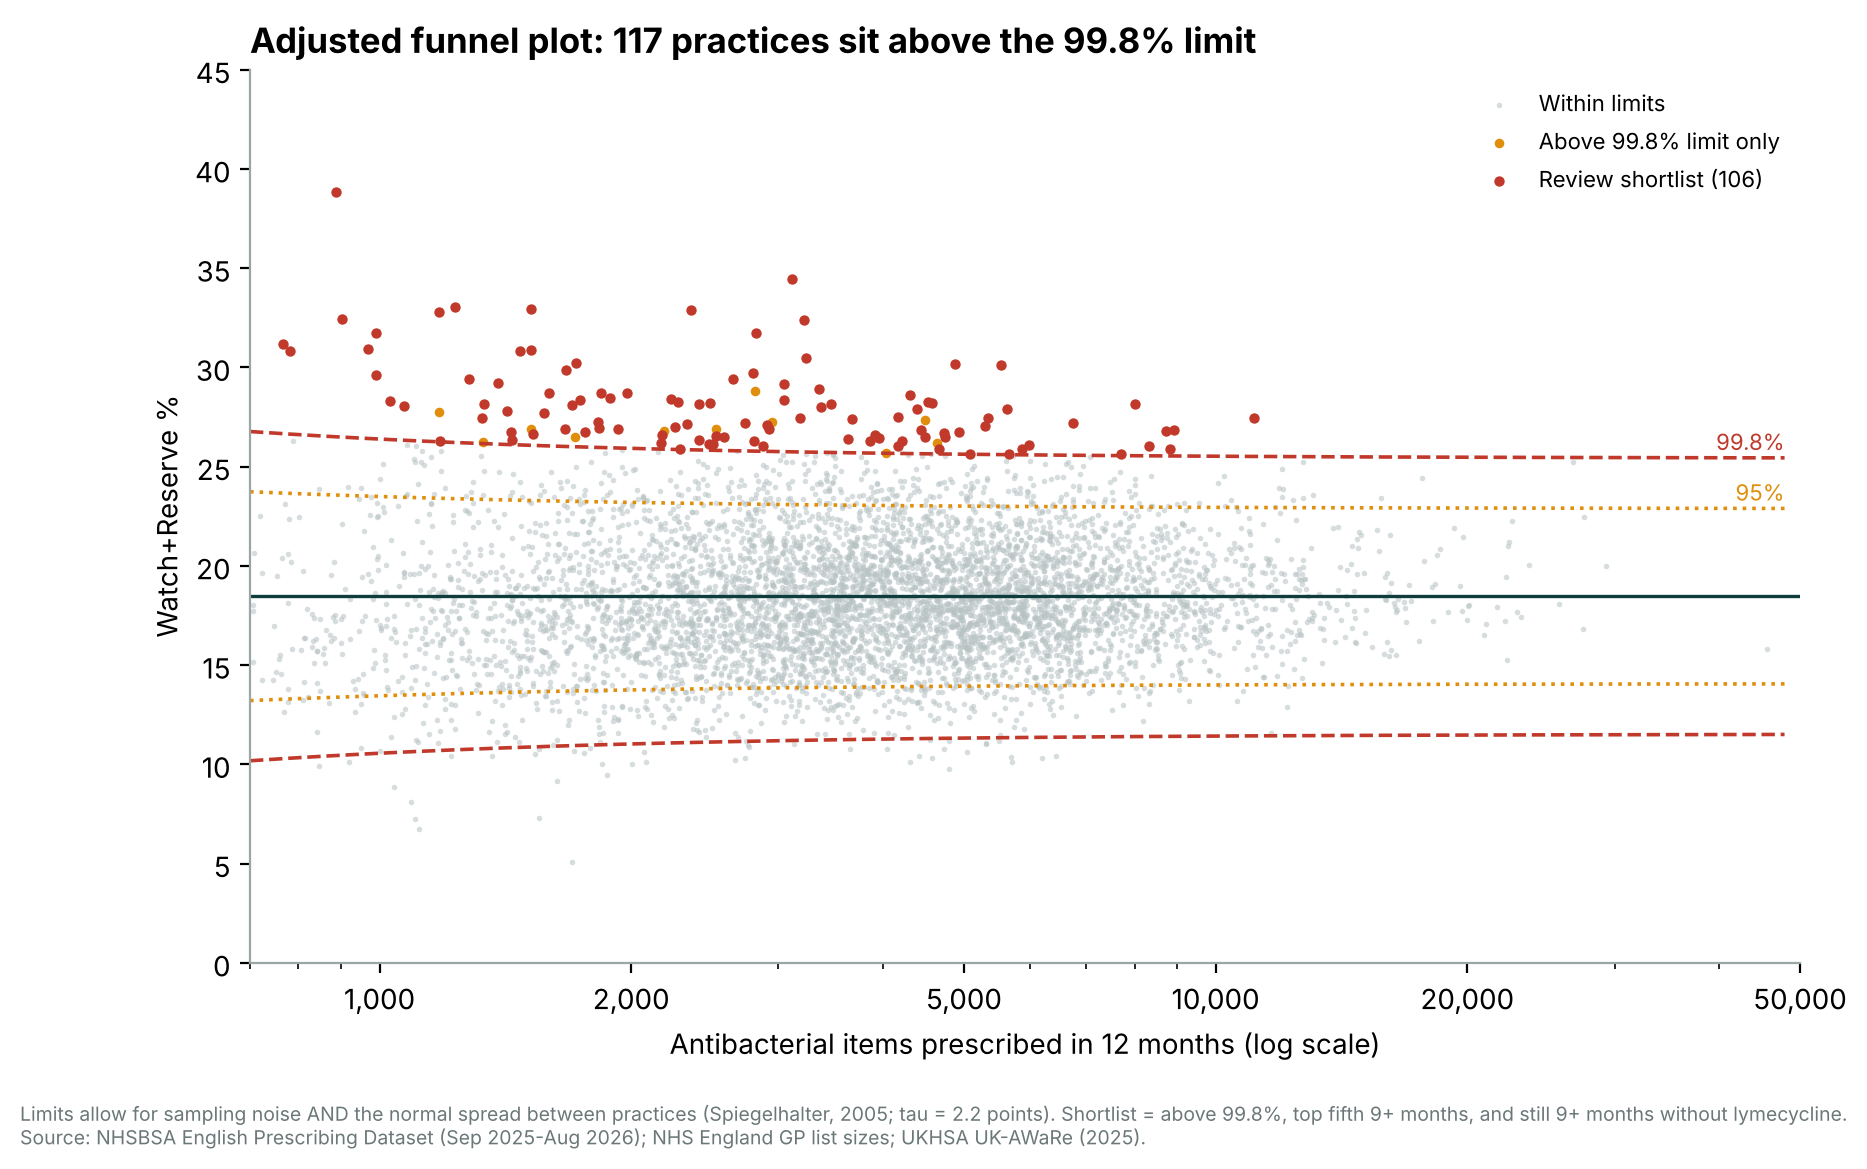 Adjusted funnel plot: 117 practices sit above the 99.8% limit
45
40
35
30
25
20
15
10
5
0
Watch+Reserve %
Within limits
Above 99.8% limit only
Review shortlist (106)
99.8%
95%
1,000
2,000
5,000
10,000
20,000
50,000
Antibacterial items prescribed in 12 months (log scale)
Limits allow for sampling noise AND the normal spread between practices (Spiegelhalter, 2005; tau = 2.2 points). Shortlist = above 99.8%, top fifth 9+ months, and still 9+ months without lymecycline.
Source: NHSBSA English Prescribing Dataset (Sep 2025-Aug 2026); NHS England GP list sizes; UKHSA UK-AWaRe (2025).